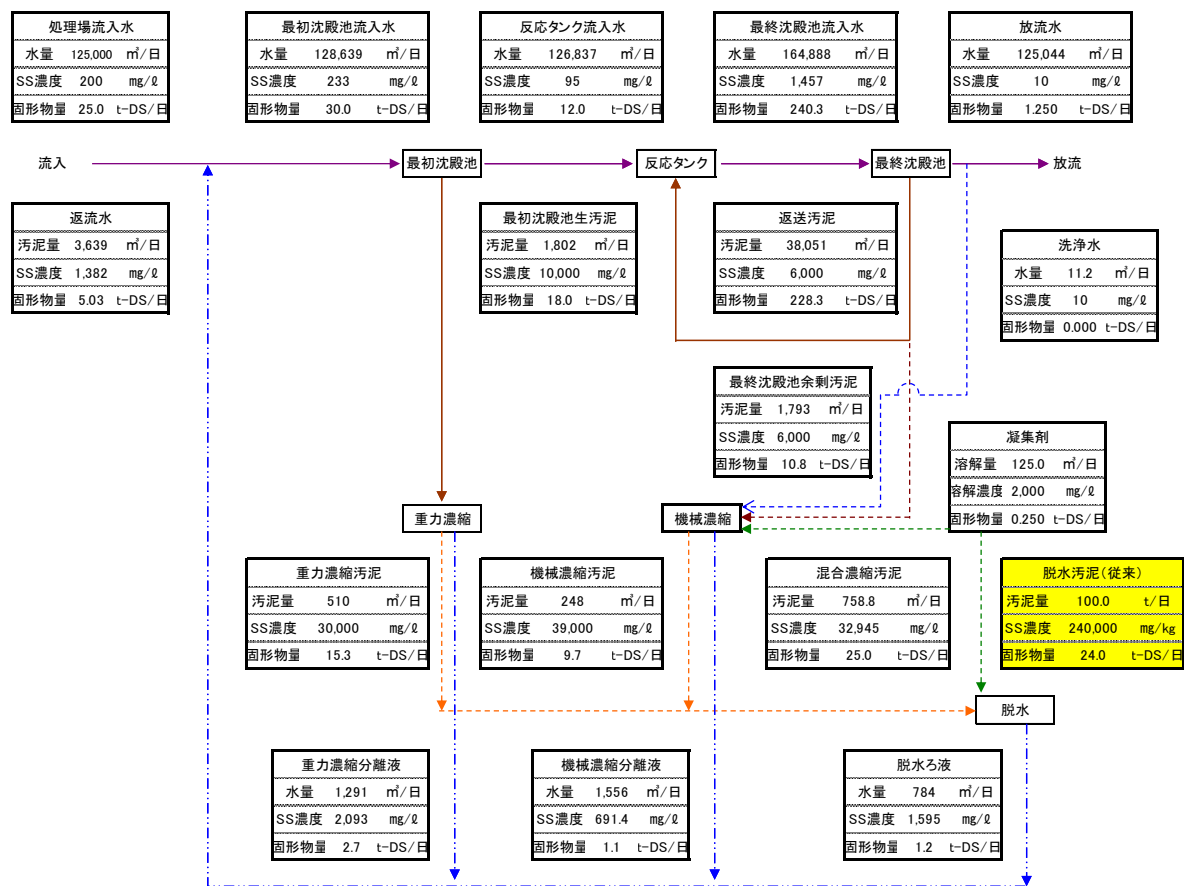 処理場流入水
水量 125,000 ㎥/日
SS濃度 200 mg/ℓ
固形物量 25.0 t-DS/日
最初沈殿池流入水
水量 128,639 ㎥/日
SS濃度 233 mg/ℓ
固形物量 30.0 t-DS/日
反応タンク流入水
水量 126,837 ㎥/日
SS濃度 95 mg/ℓ
固形物量 12.0 t-DS/日
最終沈殿池流入水
水量 164,888 ㎥/日
SS濃度 1,457 mg/ℓ
固形物量 240.3 t-DS/日
放流水
水量 125,044 ㎥/日
SS濃度 10 mg/ℓ
固形物量 1.250 t-DS/日
流入
最初沈殿池
反応タンク
最終沈殿池
放流
返流水
汚泥量 3,639 ㎥/日
SS濃度 1,382 mg/ℓ
固形物量 5.03 t-DS/日
最初沈殿池生汚泥
汚泥量 1,802 ㎥/日
SS濃度 10,000 mg/ℓ
固形物量 18.0 t-DS/日
返送汚泥
汚泥量 38,051 ㎥/日
SS濃度 6,000 mg/ℓ
固形物量 228.3 t-DS/日
洗浄水
水量 11.2 ㎥/日
SS濃度 10 mg/ℓ
固形物量 0.000 t-DS/日
最終沈殿池余剰汚泥
汚泥量 1,793 ㎥/日
SS濃度 6,000 mg/ℓ
固形物量 10.8 t-DS/日
凝集剤
溶解量 125.0 ㎥/日
溶解濃度 2,000 mg/ℓ
固形物量 0.250 t-DS/日
重力濃縮
機械濃縮
重力濃縮汚泥
汚泥量 510 ㎥/日
SS濃度 30,000 mg/ℓ
固形物量 15.3 t-DS/日
機械濃縮汚泥
汚泥量 248 ㎥/日
SS濃度 39,000 mg/ℓ
固形物量 9.7 t-DS/日
混合濃縮汚泥
汚泥量 758.8 ㎥/日
SS濃度 32,945 mg/ℓ
固形物量 25.0 t-DS/日
脱水汚泥(従来)
汚泥量 100.0 t/日
SS濃度 240,000 mg/kg
固形物量 24.0 t-DS/日
脱水
重力濃縮分離液
水量 1,291 ㎥/日
SS濃度 2,093 mg/ℓ
固形物量 2.7 t-DS/日
機械濃縮分離液
水量 1,556 ㎥/日
SS濃度 691.4 mg/ℓ
固形物量 1.1 t-DS/日
脱水ろ液
水量 784 ㎥/日
SS濃度 1,595 mg/ℓ
固形物量 1.2 t-DS/日